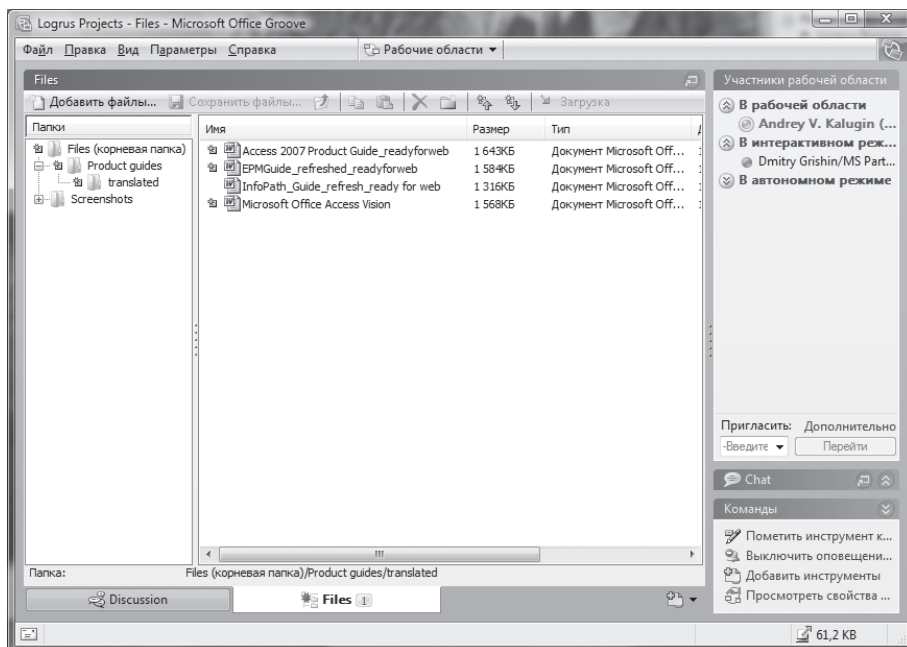 Logrus Projects - Files - Microsoft Office Groove
Файл Правка Вид Параметры Справка Рабочие области
Files
Добавить файлы... Сохранить файлы... Загрузка
Папки
Files (корневая папка)
Product guides
translated
Screenshots
Имя Размер Тип
Access 2007 Product Guide_readyforweb 1 643КБ Документ Microsoft Off...
EPMGuide_refreshed_readyforweb 1 584КБ Документ Microsoft Off...
InfoPath_Guide_refresh_ready for web 1 316КБ Документ Microsoft Off...
Microsoft Office Access Vision 1 568КБ Документ Microsoft Off...
Папка: Files (корневая папка)/Product guides/translated
Discussion Files 1
Участники рабочей области
В рабочей области
Andrey V. Kalugin (...
В интерактивном реж...
Dmitry Grishin/MS Part...
В автономном режиме
Пригласить: Дополнительно
-Введите Перейти
Chat
Команды
Пометить инструмент к...
Выключить оповещени...
Добавить инструменты
Просмотреть свойства ...
61,2 KB